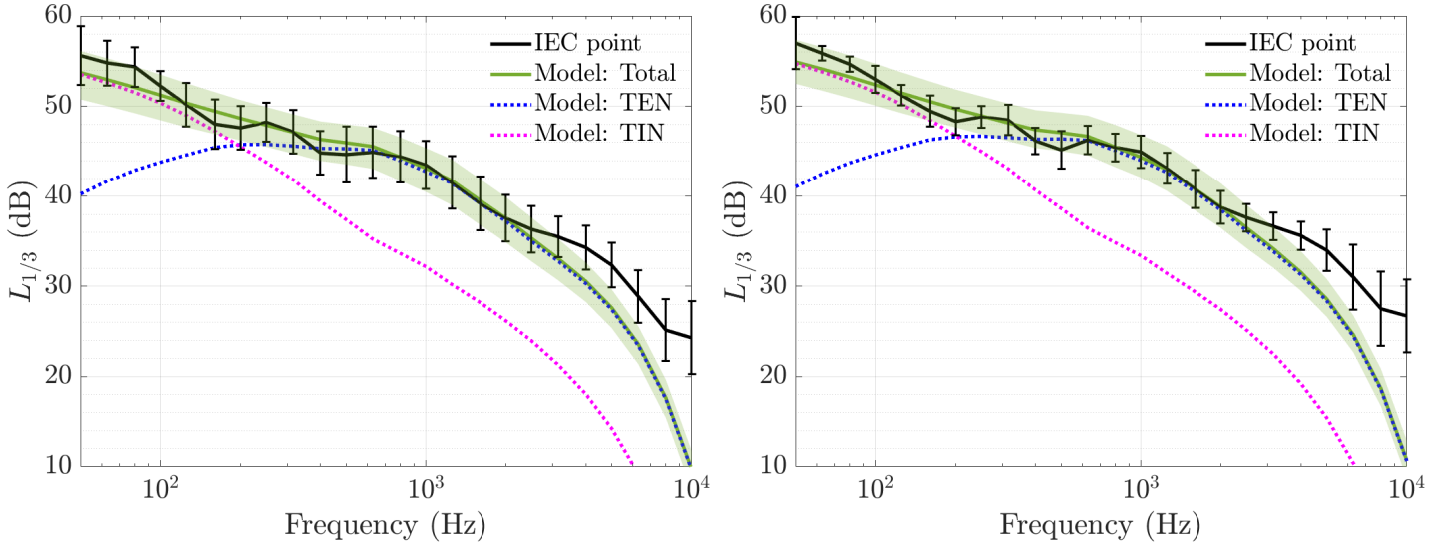 60
50
40
30
20
10
L1/3 (dB)
10^2
10^3
10^4
Frequency (Hz)
IEC point
Model: Total
Model: TEN
Model: TIN
60
50
40
30
20
10
L1/3 (dB)
10^2
10^3
10^4
Frequency (Hz)
IEC point
Model: Total
Model: TEN
Model: TIN